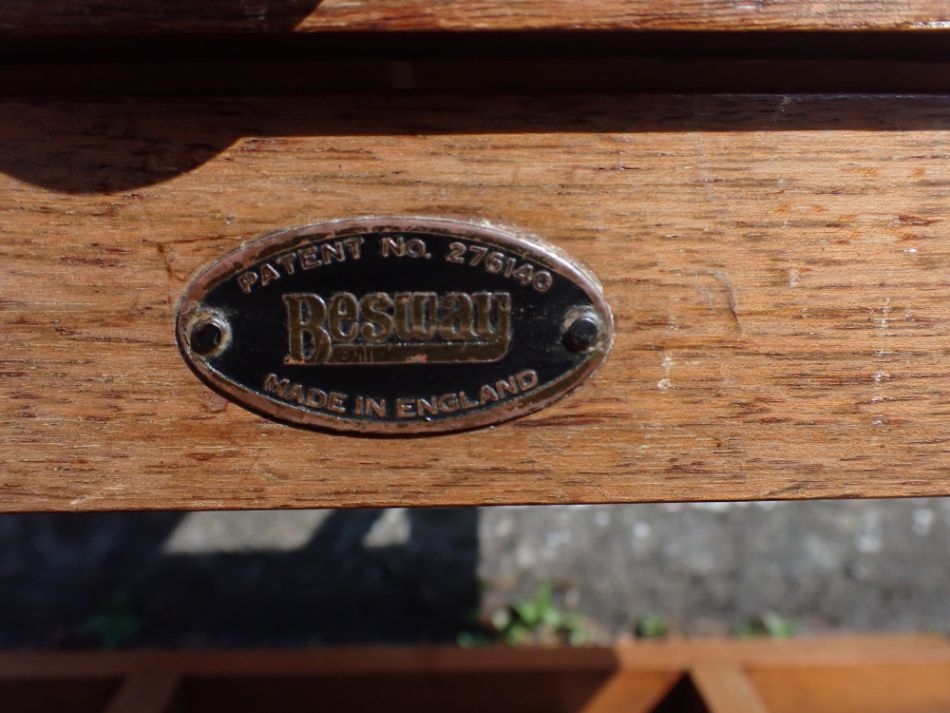 PATENT NO. 276140
Besway
MADE IN ENGLAND